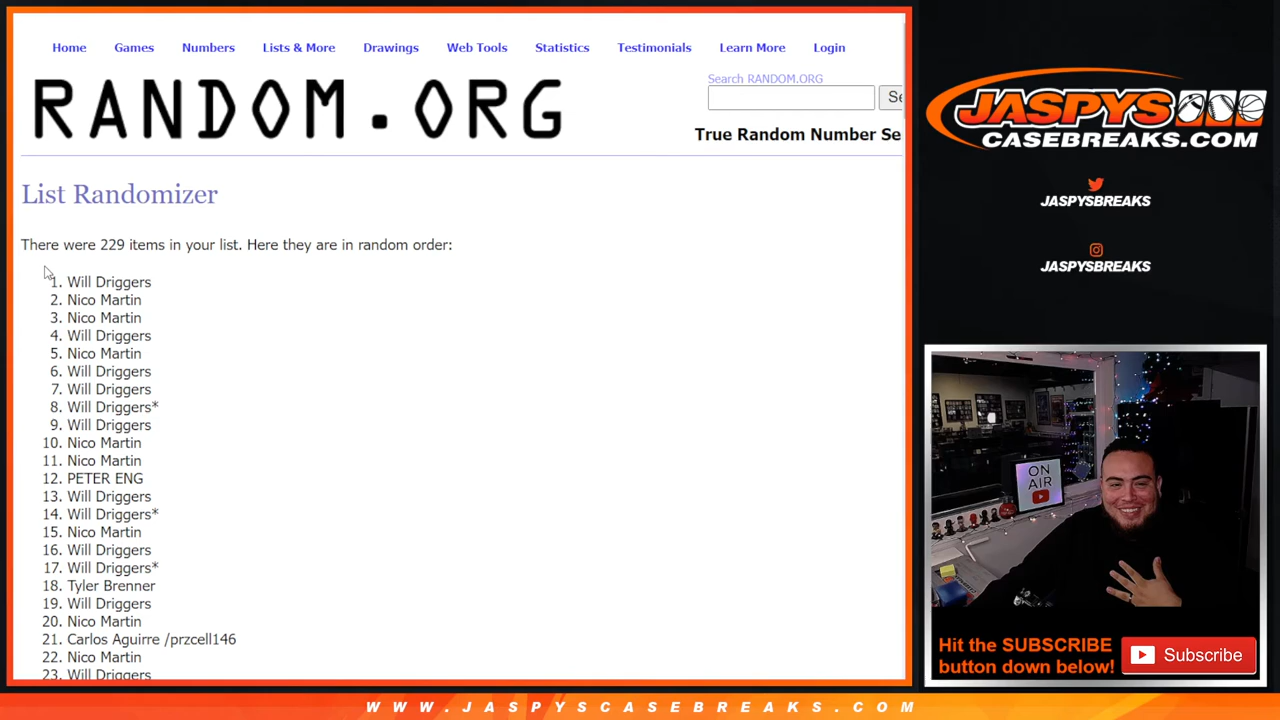 Home Games Numbers Lists & More Drawings Web Tools Statistics Testimonials Learn More Login
RANDOM.ORG
Search RANDOM.ORG
True Random Number Se
List Randomizer
There were 229 items in your list. Here they are in random order:
1. Will Driggers
2. Nico Martin
3. Nico Martin
4. Will Driggers
5. Nico Martin
6. Will Driggers
7. Will Driggers
8. Will Driggers*
9. Will Driggers
10. Nico Martin
11. Nico Martin
12. PETER ENG
13. Will Driggers
14. Will Driggers*
15. Nico Martin
16. Will Driggers
17. Will Driggers*
18. Tyler Brenner
19. Will Driggers
20. Nico Martin
21. Carlos Aguirre /przcell146
22. Nico Martin
23. Will Driggers
JASPYS
CASEBREAKS.COM
JASPYSBREAKS
JASPYSBREAKS
ON
AIR
Hit the SUBSCRIBE
button down below!
Subscribe
WWW.JASPYSCASEBREAKS.COM